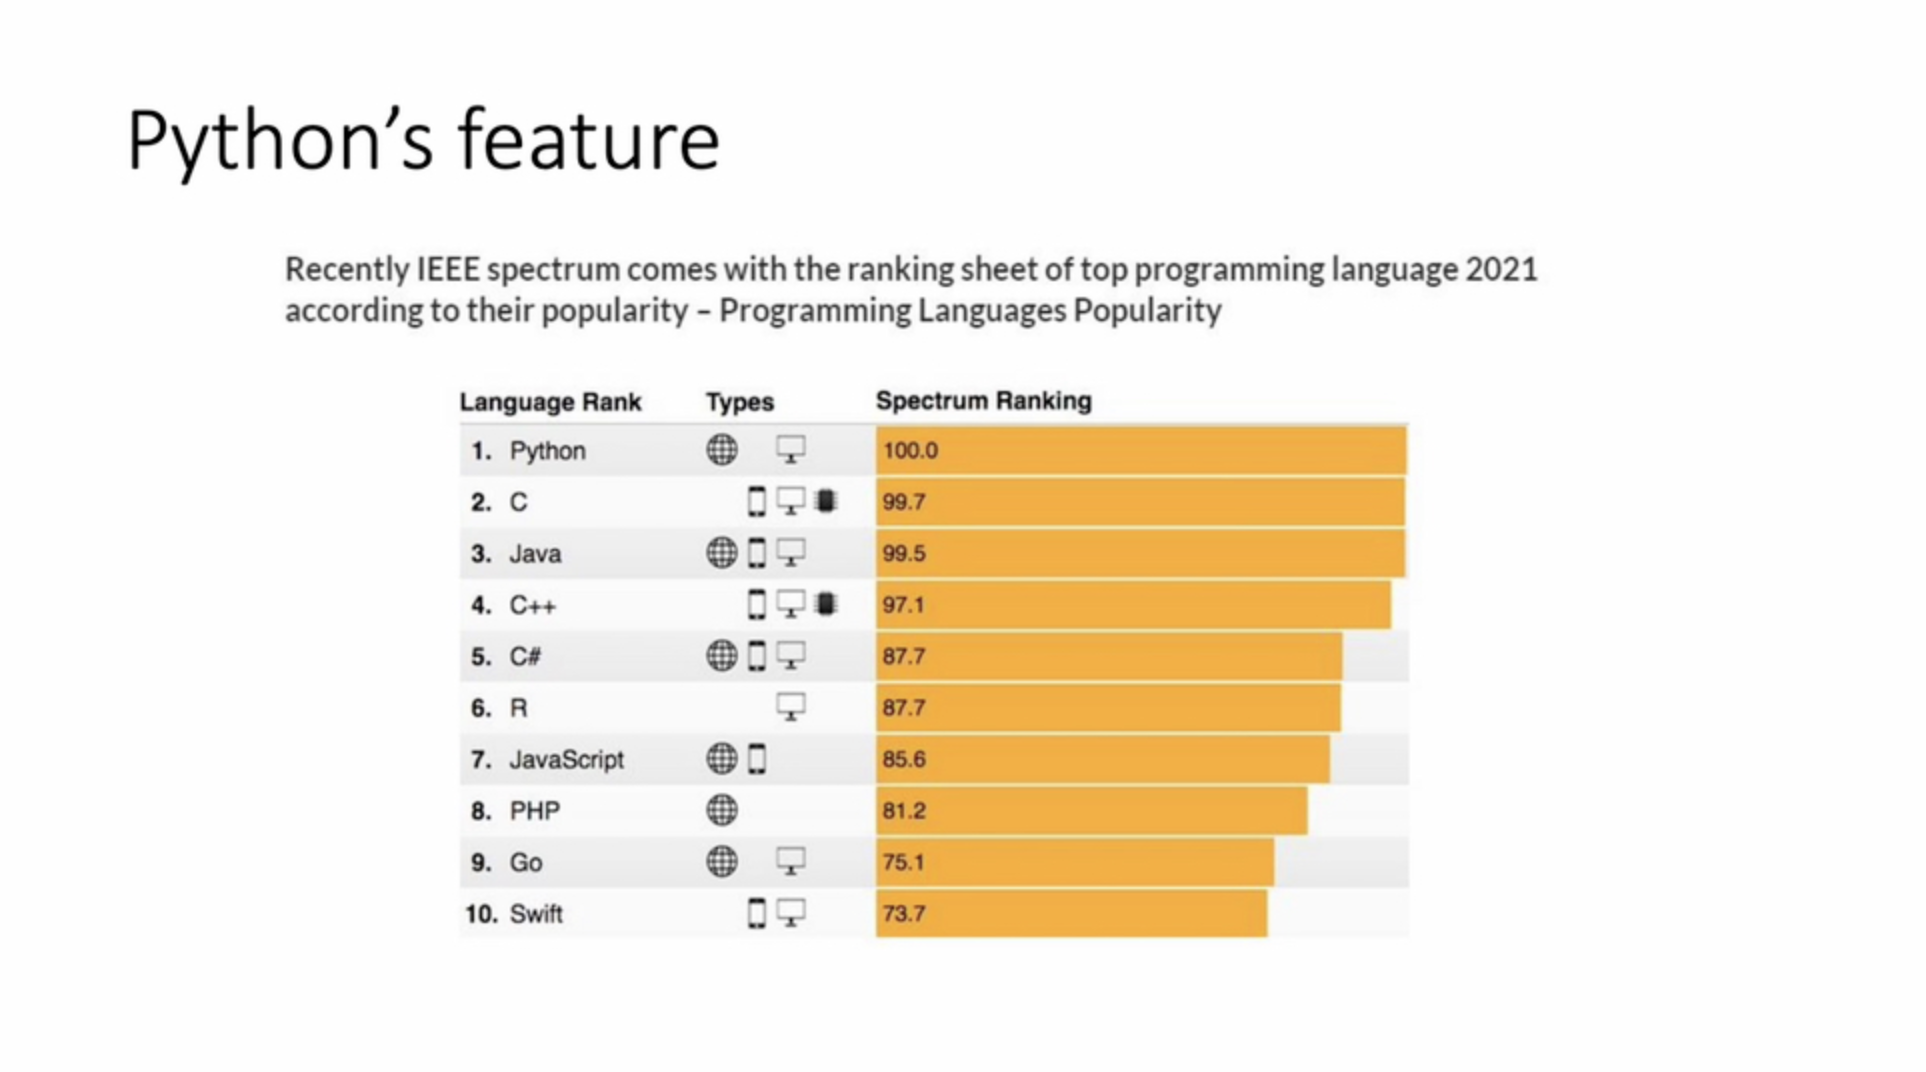 Python’s feature
Recently IEEE spectrum comes with the ranking sheet of top programming language 2021
according to their popularity – Programming Languages Popularity
Language Rank Types Spectrum Ranking
1. Python 100.0
2. C 99.7
3. Java 99.5
4. C++ 97.1
5. C# 87.7
6. R 87.7
7. JavaScript 85.6
8. PHP 81.2
9. Go 75.1
10. Swift 73.7